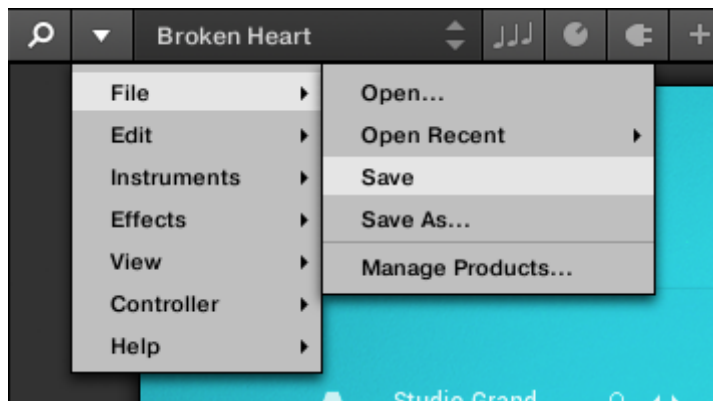 Broken Heart
File
Edit
Instruments
Effects
View
Controller
Help
Open...
Open Recent
Save
Save As...
Manage Products...
Studio Grand